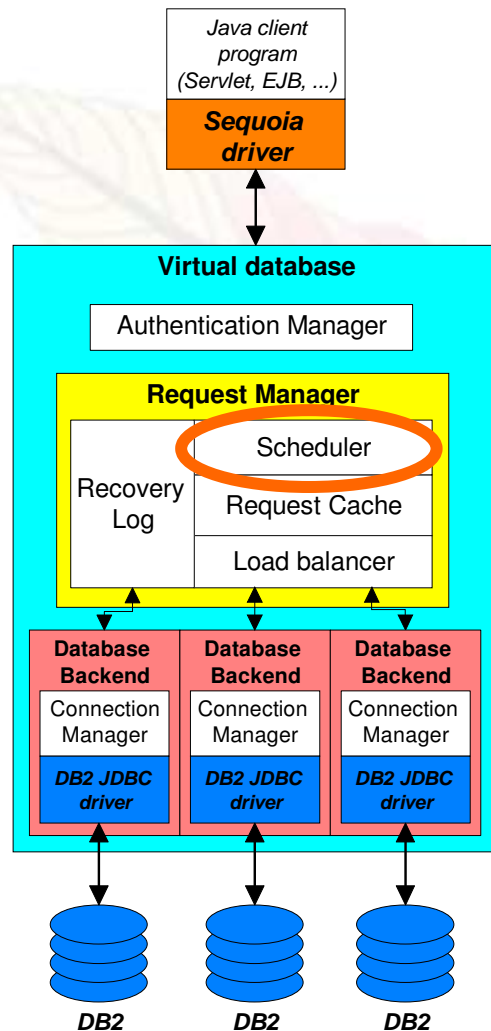 Java client
program
(Servlet, EJB, ...)
Sequoia
driver
Virtual database
Authentication Manager
Request Manager
Scheduler
Recovery
Log
Request Cache
Load balancer
Database
Backend
Connection
Manager
DB2 JDBC
driver
Database
Backend
Connection
Manager
DB2 JDBC
driver
Database
Backend
Connection
Manager
DB2 JDBC
driver
DB2
DB2
DB2